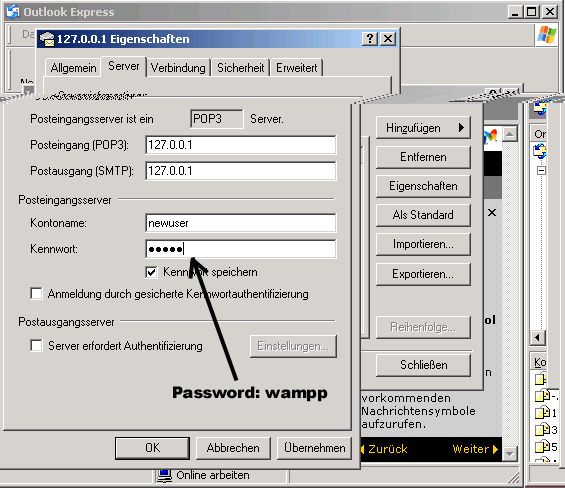 Outlook Express
127.0.0.1 Eigenschaften
Allgemein Server Verbindung Sicherheit Erweitert
Posteingangsserver ist ein POP3 Server.
Posteingang (POP3): 127.0.0.1
Postausgang (SMTP): 127.0.0.1
Posteingangsserver
Kontoname: newuser
Kennwort: ●●●●●
Kennwort speichern
Anmeldung durch gesicherte Kennwortauthentifizierung
Postausgangsserver
Server erfordert Authentifizierung Einstellungen...
Password: wampp
OK Abbrechen Übernehmen
Hinzufügen
Entfernen
Eigenschaften
Als Standard
Importieren...
Exportieren...
Reihenfolge...
Schließen
vorkommenden
Nachrichtensymbole
aufzurufen.
Zurück Weiter
Online arbeiten